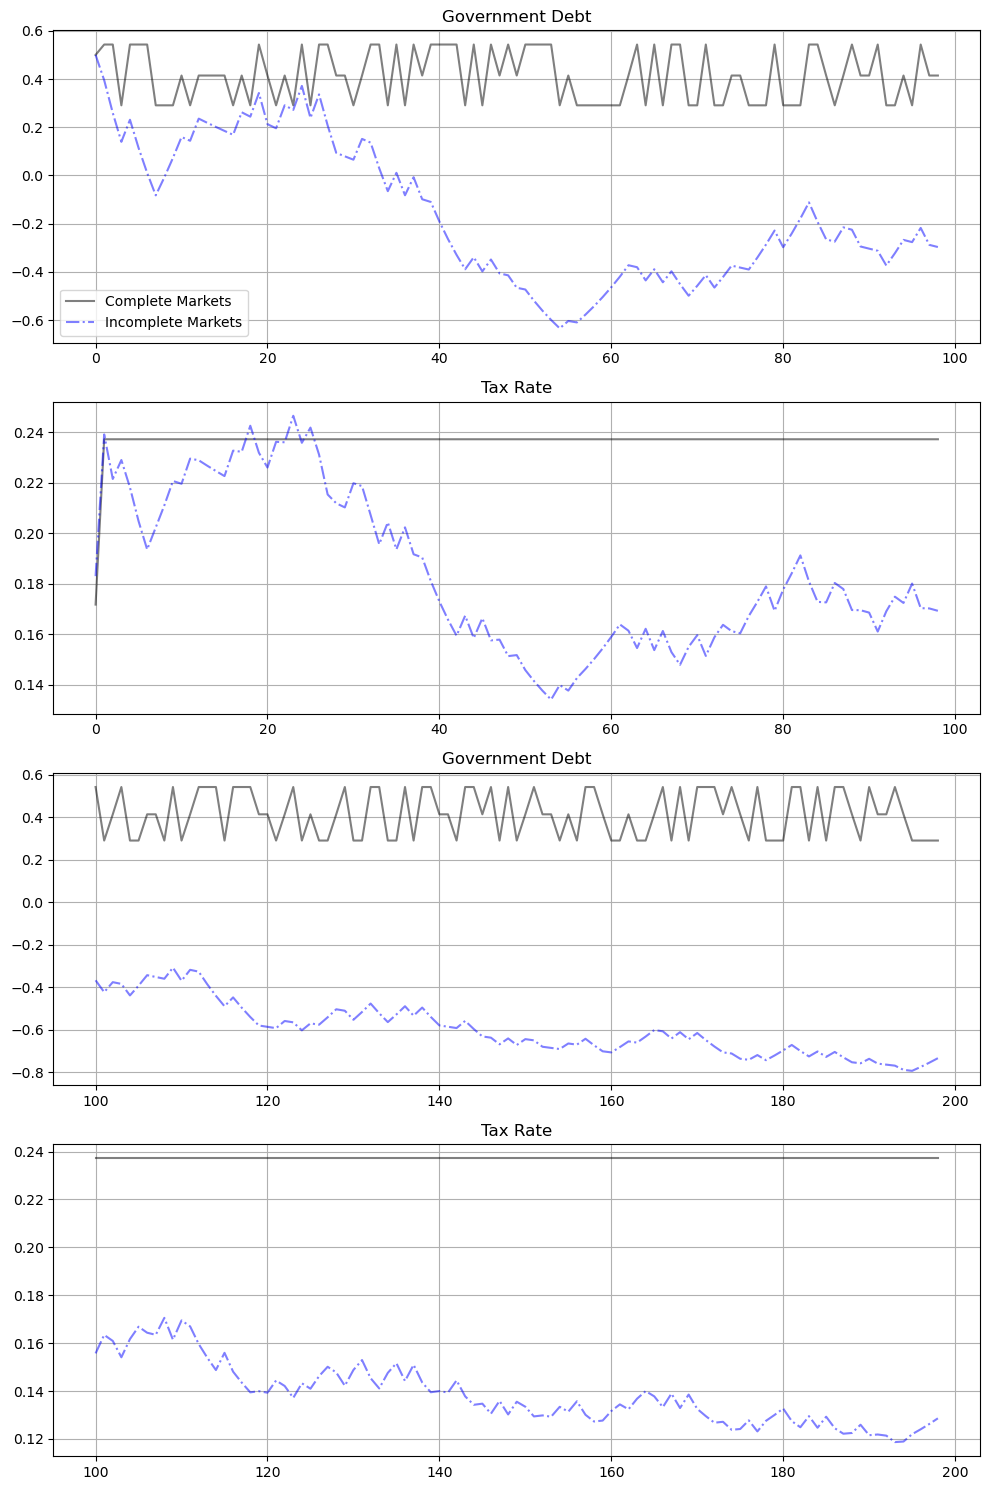 Government Debt
0.6
0.4
0.2
0.0
−0.2
−0.4
−0.6
Complete Markets
Incomplete Markets
0 20 40 60 80 100
Tax Rate
0.24
0.22
0.20
0.18
0.16
0.14
0 20 40 60 80 100
Government Debt
0.6
0.4
0.2
0.0
−0.2
−0.4
−0.6
−0.8
100 120 140 160 180 200
Tax Rate
0.24
0.22
0.20
0.18
0.16
0.14
0.12
100 120 140 160 180 200